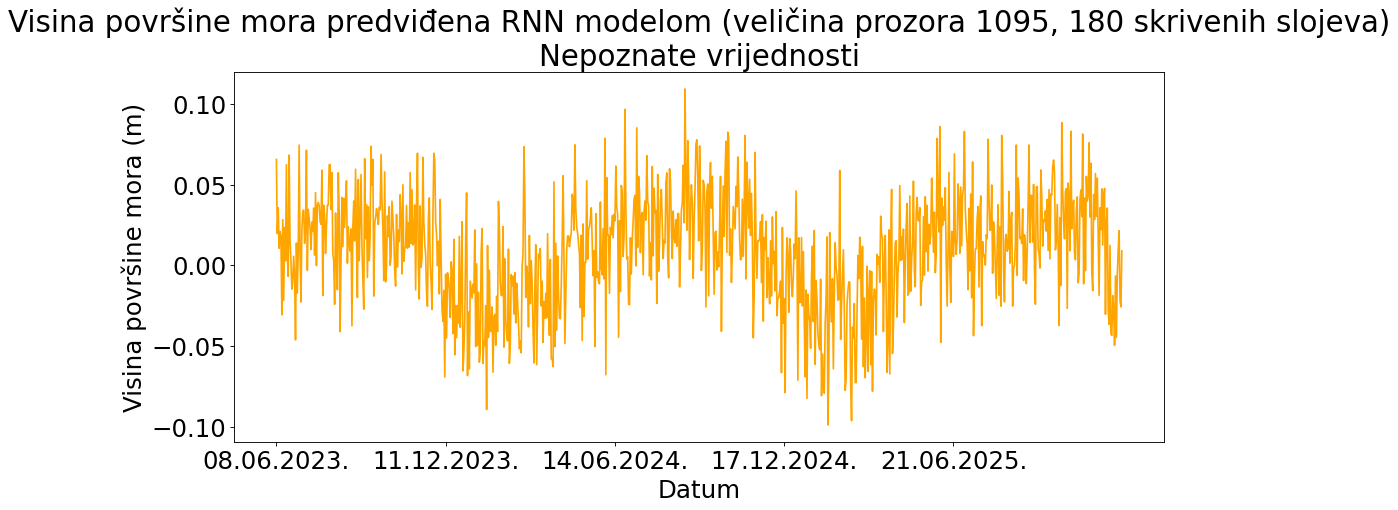 Visina površine mora predviđena RNN modelom (veličina prozora 1095, 180 skrivenih slojeva)
Nepoznate vrijednosti
Visina površine mora (m)
0.10
0.05
0.00
−0.05
−0.10
08.06.2023. 11.12.2023. 14.06.2024. 17.12.2024. 21.06.2025.
Datum